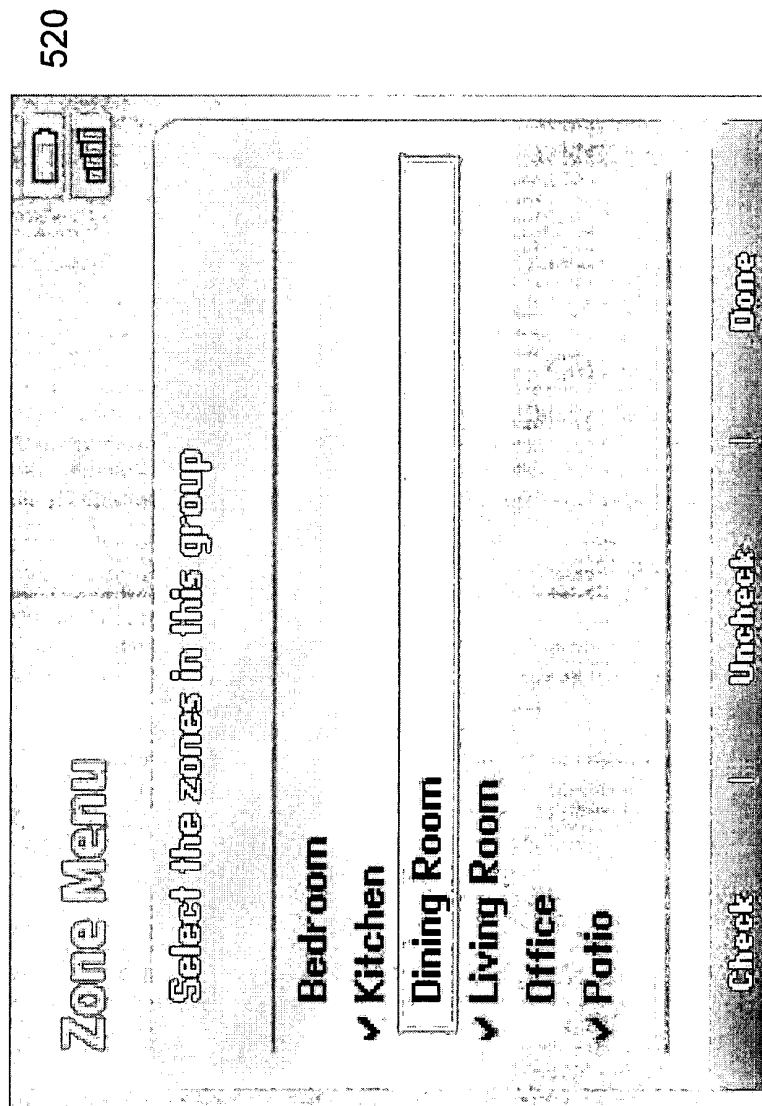 520
Zone Menu
Select the zones in this group
Bedroom
✓ Kitchen
Dining Room
✓ Living Room
Office
✓ Patio
Check | Uncheck | Done